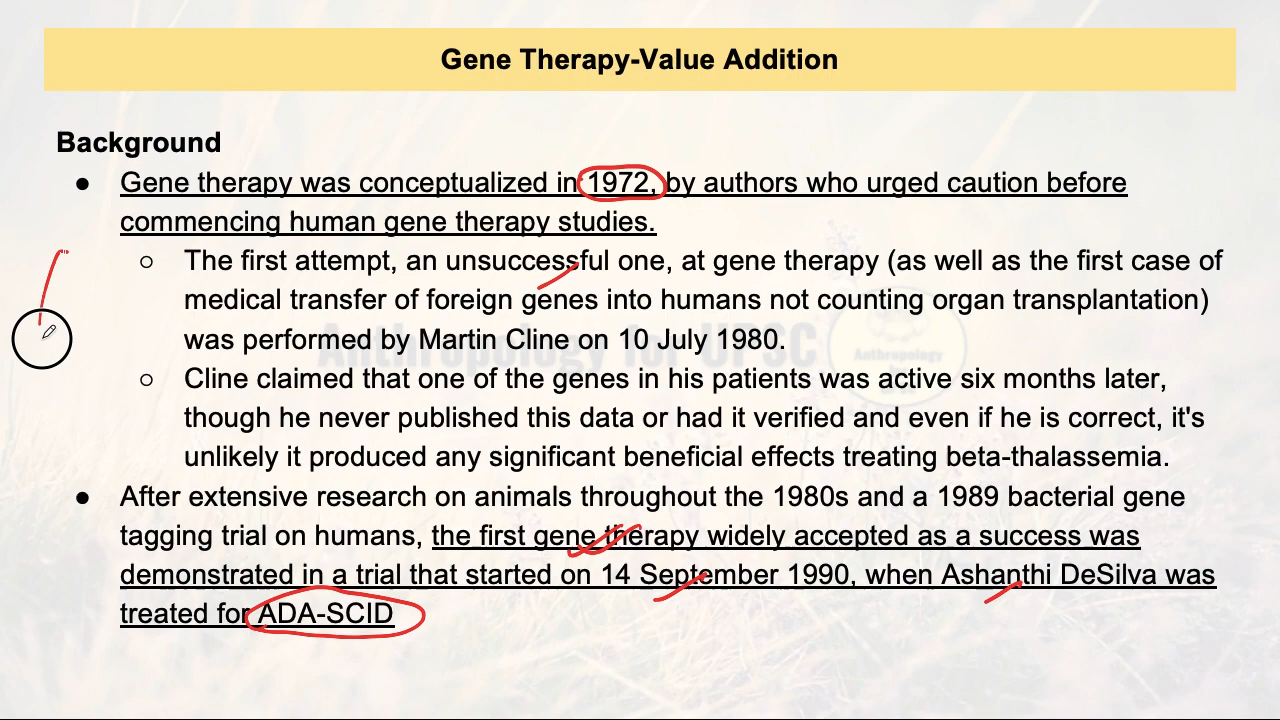 Gene Therapy-Value Addition
Background
● Gene therapy was conceptualized in 1972, by authors who urged caution before
commencing human gene therapy studies.
○ The first attempt, an unsuccessful one, at gene therapy (as well as the first case of
medical transfer of foreign genes into humans not counting organ transplantation)
was performed by Martin Cline on 10 July 1980.
○ Cline claimed that one of the genes in his patients was active six months later,
though he never published this data or had it verified and even if he is correct, it's
unlikely it produced any significant beneficial effects treating beta-thalassemia.
● After extensive research on animals throughout the 1980s and a 1989 bacterial gene
tagging trial on humans, the first gene therapy widely accepted as a success was
demonstrated in a trial that started on 14 September 1990, when Ashanthi DeSilva was
treated for ADA-SCID
Anthropology for UPSC
Anthropology